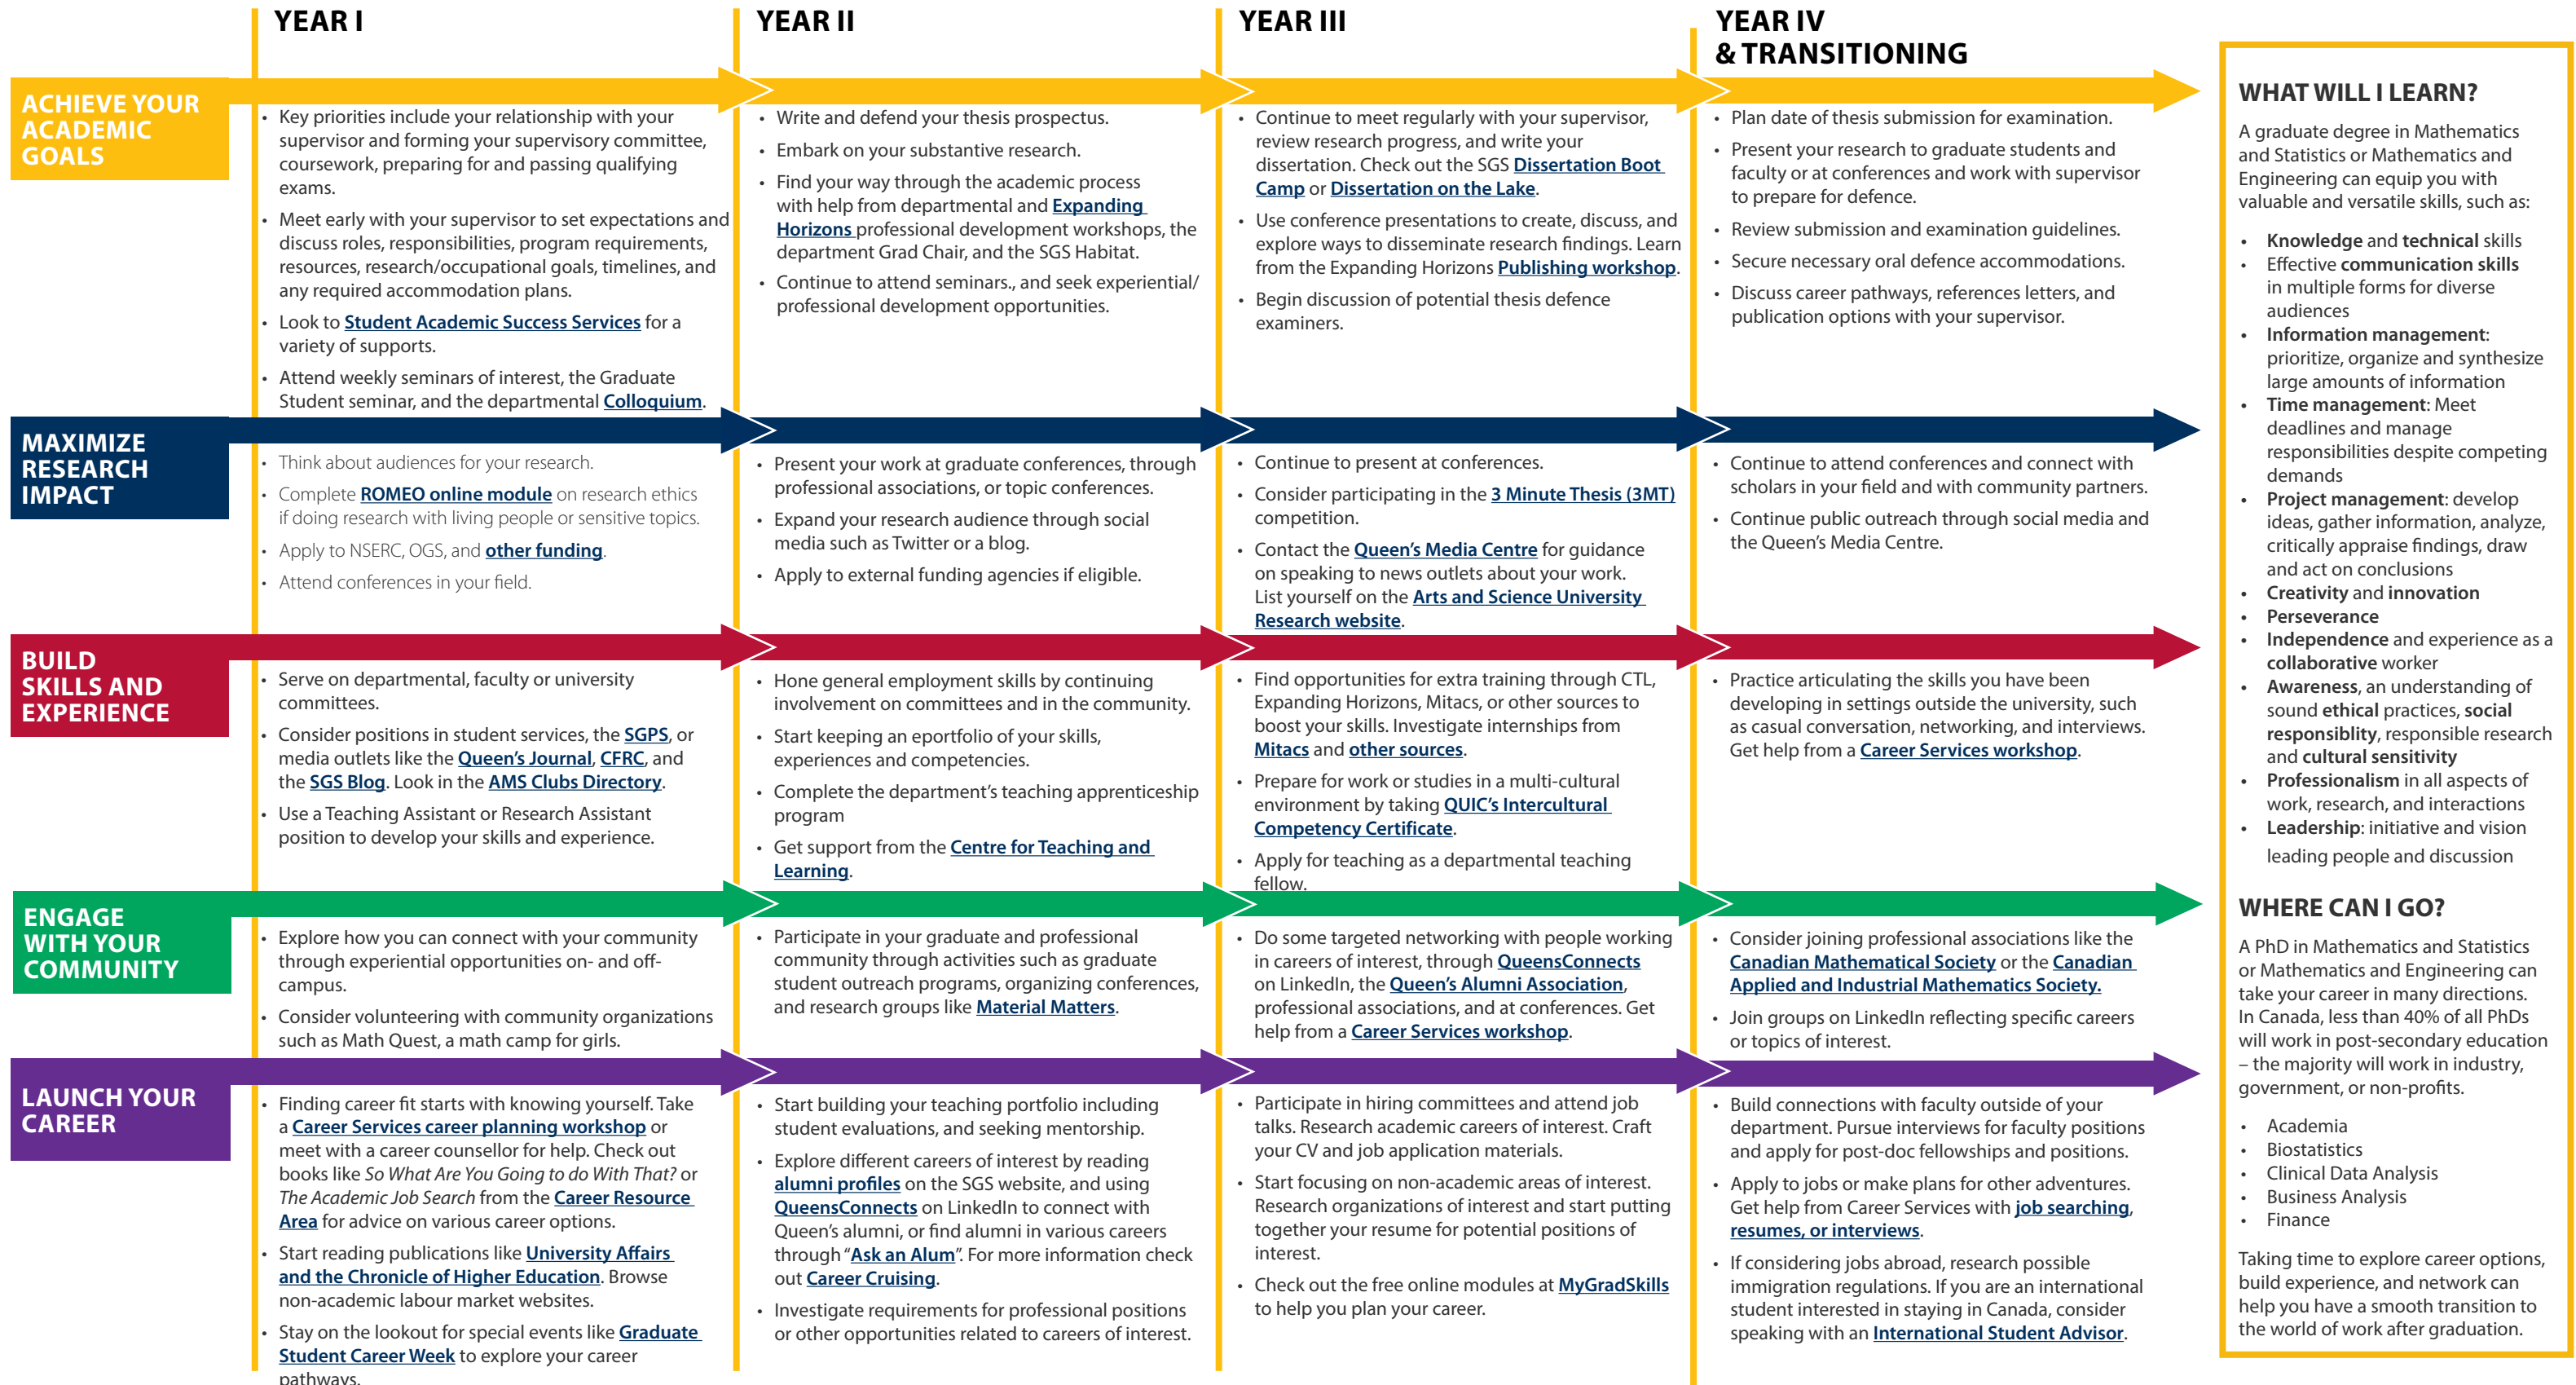 YEAR I
YEAR II
YEAR III
YEAR IV
& TRANSITIONING
ACHIEVE YOUR
ACADEMIC
GOALS
• Key priorities include your relationship with your
supervisor and forming your supervisory committee,
coursework, preparing for and passing qualifying
exams.
• Meet early with your supervisor to set expectations and
discuss roles, responsibilities, program requirements,
resources, research/occupational goals, timelines, and
any required accommodation plans.
• Look to Student Academic Success Services for a
variety of supports.
• Attend weekly seminars of interest, the Graduate
Student seminar, and the departmental Colloquium.
• Write and defend your thesis prospectus.
• Embark on your substantive research.
• Find your way through the academic process
with help from departmental and Expanding
Horizons professional development workshops, the
department Grad Chair, and the SGS Habitat.
• Continue to attend seminars., and seek experiential/
professional development opportunities.
• Continue to meet regularly with your supervisor,
review research progress, and write your
dissertation. Check out the SGS Dissertation Boot
Camp or Dissertation on the Lake.
• Use conference presentations to create, discuss, and
explore ways to disseminate research findings. Learn
from the Expanding Horizons Publishing workshop.
• Begin discussion of potential thesis defence
examiners.
• Plan date of thesis submission for examination.
• Present your research to graduate students and
faculty or at conferences and work with supervisor
to prepare for defence.
• Review submission and examination guidelines.
• Secure necessary oral defence accommodations.
• Discuss career pathways, references letters, and
publication options with your supervisor.
MAXIMIZE
RESEARCH
IMPACT
• Think about audiences for your research.
• Complete ROMEO online module on research ethics
if doing research with living people or sensitive topics.
• Apply to NSERC, OGS, and other funding.
• Attend conferences in your field.
• Present your work at graduate conferences, through
professional associations, or topic conferences.
• Expand your research audience through social
media such as Twitter or a blog.
• Apply to external funding agencies if eligible.
• Continue to present at conferences.
• Consider participating in the 3 Minute Thesis (3MT)
competition.
• Contact the Queen's Media Centre for guidance
on speaking to news outlets about your work.
List yourself on the Arts and Science University
Research website.
• Continue to attend conferences and connect with
scholars in your field and with community partners.
• Continue public outreach through social media and
the Queen's Media Centre.
BUILD
SKILLS AND
EXPERIENCE
• Serve on departmental, faculty or university
committees.
• Consider positions in student services, the SGPS, or
media outlets like the Queen's Journal, CFRC, and
the SGS Blog. Look in the AMS Clubs Directory.
• Use a Teaching Assistant or Research Assistant
position to develop your skills and experience.
• Hone general employment skills by continuing
involvement on committees and in the community.
• Start keeping an eportfolio of your skills,
experiences and competencies.
• Complete the department's teaching apprenticeship
program
• Get support from the Centre for Teaching and
Learning.
• Find opportunities for extra training through CTL,
Expanding Horizons, Mitacs, or other sources to
boost your skills. Investigate internships from
Mitacs and other sources.
• Prepare for work or studies in a multi-cultural
environment by taking QUIC's Intercultural
Competency Certificate.
• Apply for teaching as a departmental teaching
fellow.
• Practice articulating the skills you have been
developing in settings outside the university, such
as casual conversation, networking, and interviews.
Get help from a Career Services workshop.
ENGAGE
WITH YOUR
COMMUNITY
• Explore how you can connect with your community
through experiential opportunities on- and off-
campus.
• Consider volunteering with community organizations
such as Math Quest, a math camp for girls.
• Participate in your graduate and professional
community through activities such as graduate
student outreach programs, organizing conferences,
and research groups like Material Matters.
• Do some targeted networking with people working
in careers of interest, through QueensConnects
on LinkedIn, the Queen's Alumni Association,
professional associations, and at conferences. Get
help from a Career Services workshop.
• Consider joining professional associations like the
Canadian Mathematical Society or the Canadian
Applied and Industrial Mathematics Society.
• Join groups on LinkedIn reflecting specific careers
or topics of interest.
LAUNCH YOUR
CAREER
• Finding career fit starts with knowing yourself. Take
a Career Services career planning workshop or
meet with a career counsellor for help. Check out
books like So What Are You Going to do With That? or
The Academic Job Search from the Career Resource
Area for advice on various career options.
• Start reading publications like University Affairs
and the Chronicle of Higher Education. Browse
non-academic labour market websites.
• Stay on the lookout for special events like Graduate
Student Career Week to explore your career
pathways.
• Start building your teaching portfolio including
student evaluations, and seeking mentorship.
• Explore different careers of interest by reading
alumni profiles on the SGS website, and using
QueensConnects on LinkedIn to connect with
Queen's alumni, or find alumni in various careers
through "Ask an Alum". For more information check
out Career Cruising.
• Investigate requirements for professional positions
or other opportunities related to careers of interest.
• Participate in hiring committees and attend job
talks. Research academic careers of interest. Craft
your CV and job application materials.
• Start focusing on non-academic areas of interest.
Research organizations of interest and start putting
together your resume for potential positions of
interest.
• Check out the free online modules at MyGradSkills
to help you plan your career.
• Build connections with faculty outside of your
department. Pursue interviews for faculty positions
and apply for post-doc fellowships and positions.
• Apply to jobs or make plans for other adventures.
Get help from Career Services with job searching,
resumes, or interviews.
• If considering jobs abroad, research possible
immigration regulations. If you are an international
student interested in staying in Canada, consider
speaking with an International Student Advisor.
WHAT WILL I LEARN?
A graduate degree in Mathematics
and Statistics or Mathematics and
Engineering can equip you with
valuable and versatile skills, such as:
• Knowledge and technical skills
• Effective communication skills
in multiple forms for diverse
audiences
• Information management:
prioritize, organize and synthesize
large amounts of information
• Time management: Meet
deadlines and manage
responsibilities despite competing
demands
• Project management: develop
ideas, gather information, analyze,
critically appraise findings, draw
and act on conclusions
• Creativity and innovation
• Perseverance
• Independence and experience as a
collaborative worker
• Awareness, an understanding of
sound ethical practices, social
responsiblity, responsible research
and cultural sensitivity
• Professionalism in all aspects of
work, research, and interactions
• Leadership: initiative and vision
leading people and discussion
WHERE CAN I GO?
A PhD in Mathematics and Statistics
or Mathematics and Engineering can
take your career in many directions.
In Canada, less than 40% of all PhDs
will work in post-secondary education
– the majority will work in industry,
government, or non-profits.
• Academia
• Biostatistics
• Clinical Data Analysis
• Business Analysis
• Finance
Taking time to explore career options,
build experience, and network can
help you have a smooth transition to
the world of work after graduation.